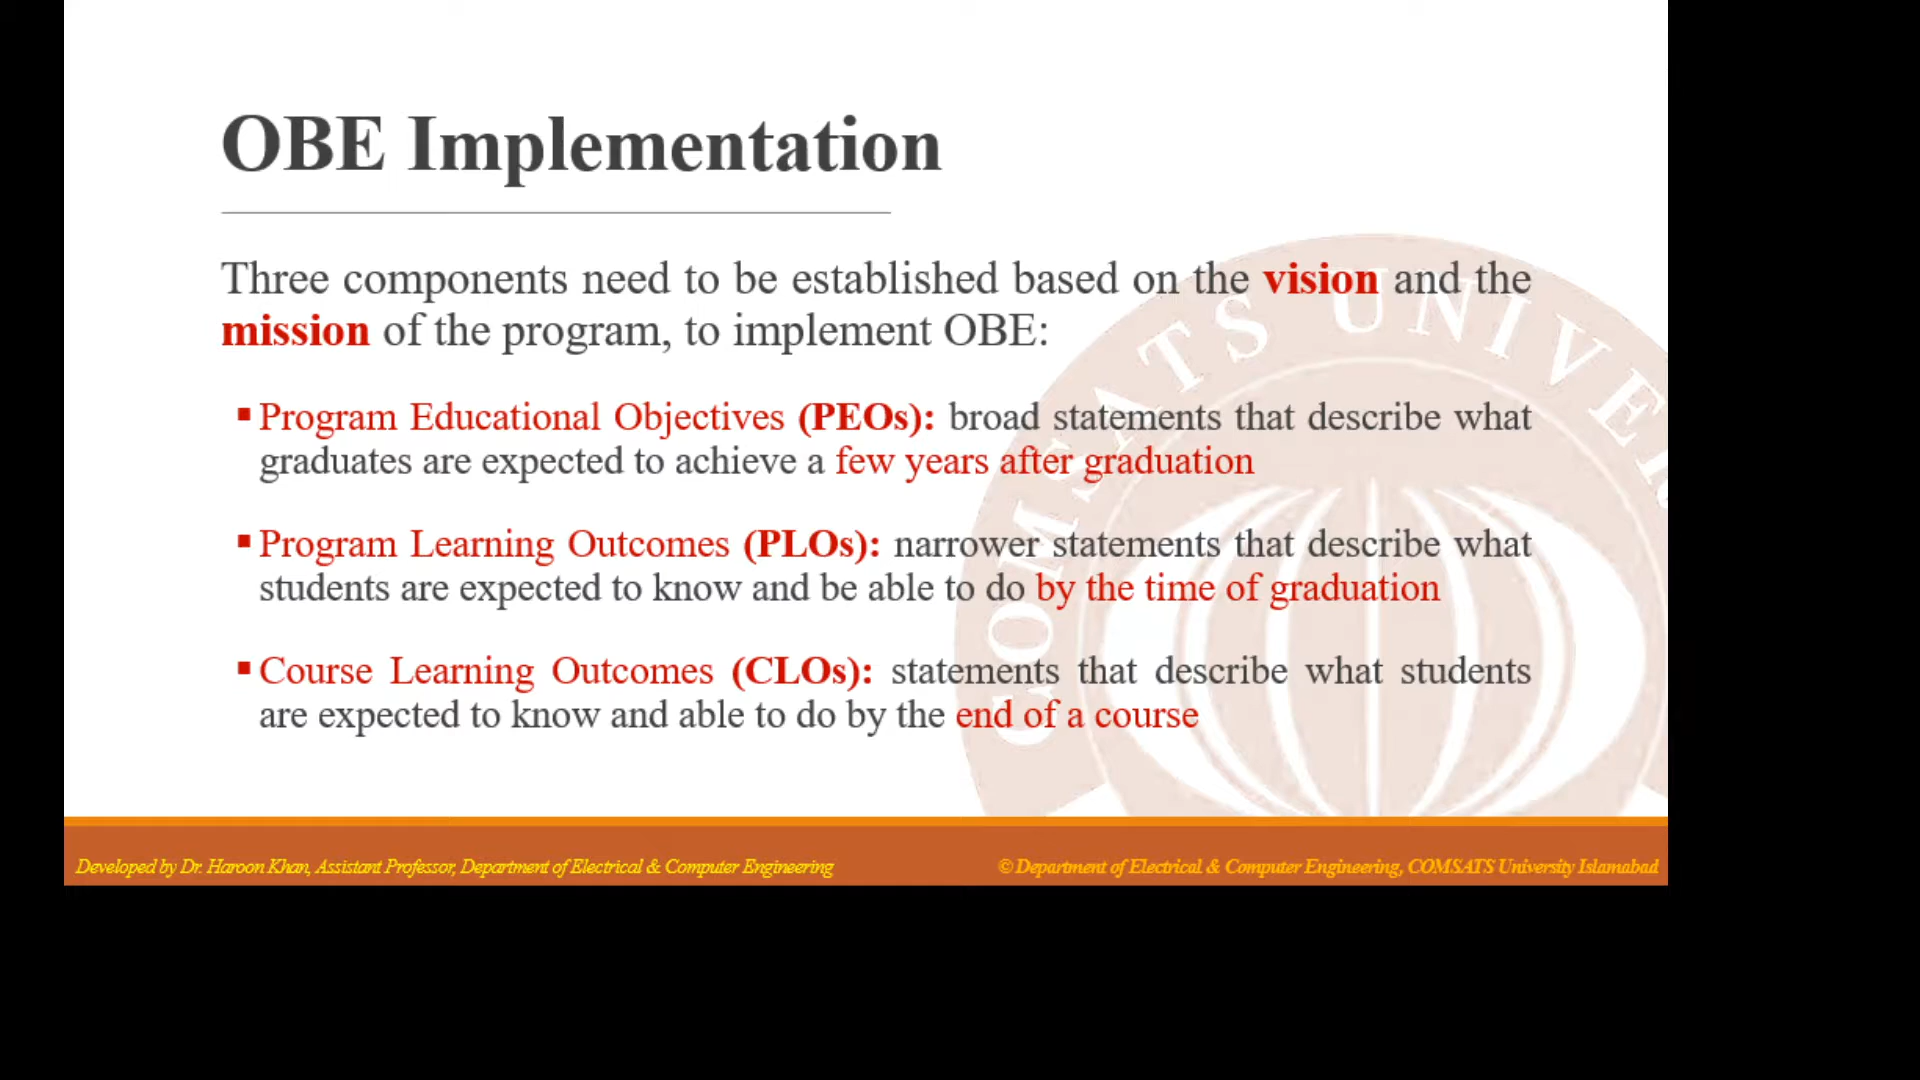 OBE Implementation
Three components need to be established based on the vision and the
mission of the program, to implement OBE:
▪ Program Educational Objectives (PEOs): broad statements that describe what
graduates are expected to achieve a few years after graduation
▪ Program Learning Outcomes (PLOs): narrower statements that describe what
students are expected to know and be able to do by the time of graduation
▪ Course Learning Outcomes (CLOs): statements that describe what students
are expected to know and able to do by the end of a course
COMSATS UNIVER
Developed by Dr. Haroon Khan, Assistant Professor, Department of Electrical & Computer Engineering
© Department of Electrical & Computer Engineering, COMSATS University Islamabad